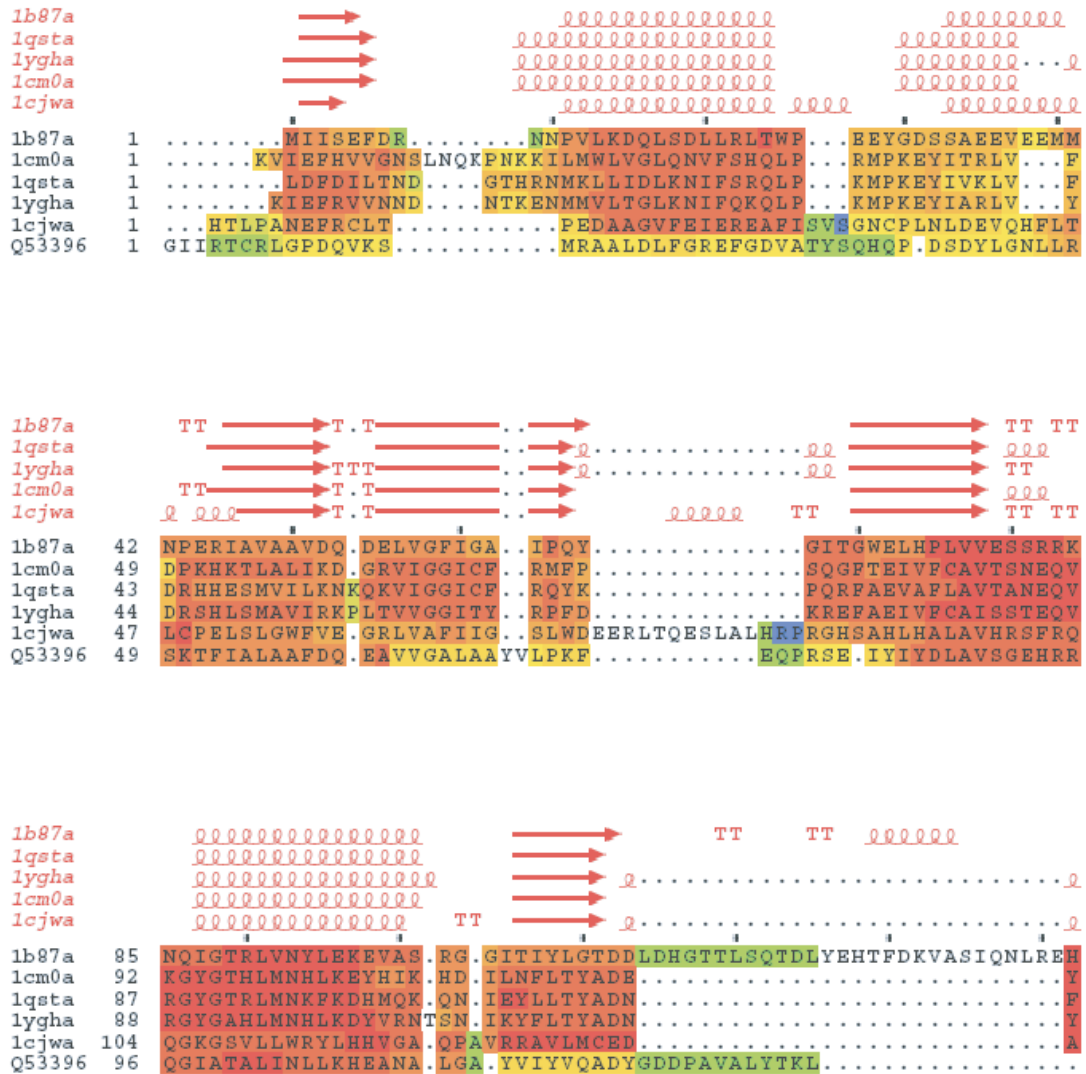 1b87a
1qsta
1ygha ...
1cm0a
1cjwa
1b87a 1 ........MIISEFDR........NNPVLKDQLSDLLRLTWP...EEYGDSSAEEVEEMM
1cm0a 1 ......KVIEFHVVGNSLNQKPNKKILMWLVGLQNVFSHQLP...RMPKEYITRLV...F
1qsta 1 ........LDFDILTND....GTHRNMKLLIDLKNIFSRQLP...KMPKEYIVKLV...F
1ygha 1 .......KIEFRVVNND....NTKENMMVLIGLKNIFQKQLP...KMPKEYIARLV...Y
1cjwa 1 ...HTLPANEFRCLT...........PEDAAGVFEIEREAFISVSGNCPLNLDEVQHFLT
Q53396 1 GIIRTCRLGPDQVKS...........MRAALDLFGREFGDVATYSQHQP.DSDYLGNLLR
1b87a TT T.T .. TT TT
1qsta .. ..............
1ygha TTT .. .............. TT
1cm0a TT T.T ..
1cjwa T.T .. TT TT TT
1b87a 42 NPERIAVAAVDQ.DELVGFIGA..IPQY..............GITGWELHPLVVESSRRK
1cm0a 49 DPKHKTLALIKD.GRVIGGICF..RMFP..............SQGFTEIVFCAVTSNEQV
1qsta 43 DRHHESMVILKNKQKVIGGICF..RQYK..............PQRFAEVAFLAVTANEQV
1ygha 44 DRSHLSMAVIRKPLTVVGGITY..RPFD..............KREFAEIVFCAISSTEQV
1cjwa 47 LCPELSLGWFVE.GRLVAFIIG..SLWDEERLTQESLALHRPRGHSAHLHALAVHRSFRQ
Q53396 49 SKTFIALAAFDQ.EAVVGALAAYVLPKF...........EQPRSE.IYIYDLAVSGEHRR
1b87a TT TT
1qsta
1ygha ............................
1cm0a
1cjwa TT ............................
1b87a 85 NQIGTRLVNYLEKEVAS.RG.GITIYLGTDDLDHGTTLSQTDLYEHTFDKVASIQNLREH
1cm0a 92 KGYGTHLMNHLKEYHIK.HD.ILNFLTYADE............................Y
1qsta 87 RGYGTRLMNKFKDHMQK.QN.IEYLLTYADN............................F
1ygha 88 RGYGAHLMNHLKDYVRNTSN.IKYFLTYADN............................Y
1cjwa 104 QGKGSVLLWRYLHHVGA.QPAVRRAVLMCED............................A
Q53396 96 QGIATALINLLKHEANA.LGA.YVIYVQADYGDDPAVALYTKL.................